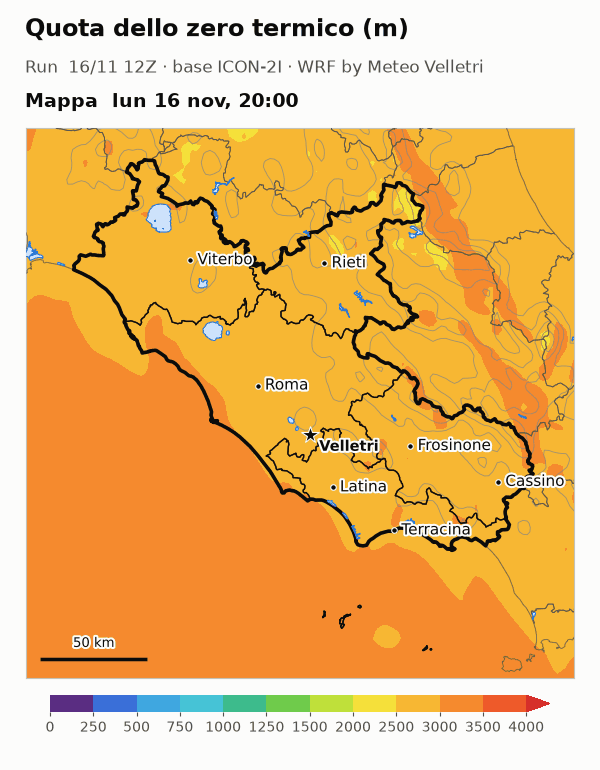 Quota dello zero termico (m)
Run  16/11 12Z · base ICON-2I · WRF by Meteo Velletri
Mappa  lun 16 nov, 20:00
Viterbo
Rieti
Roma
Velletri
Frosinone
Cassino
Latina
Terracina
50 km
0 250 500 750 1000 1250 1500 2000 2500 3000 3500 4000